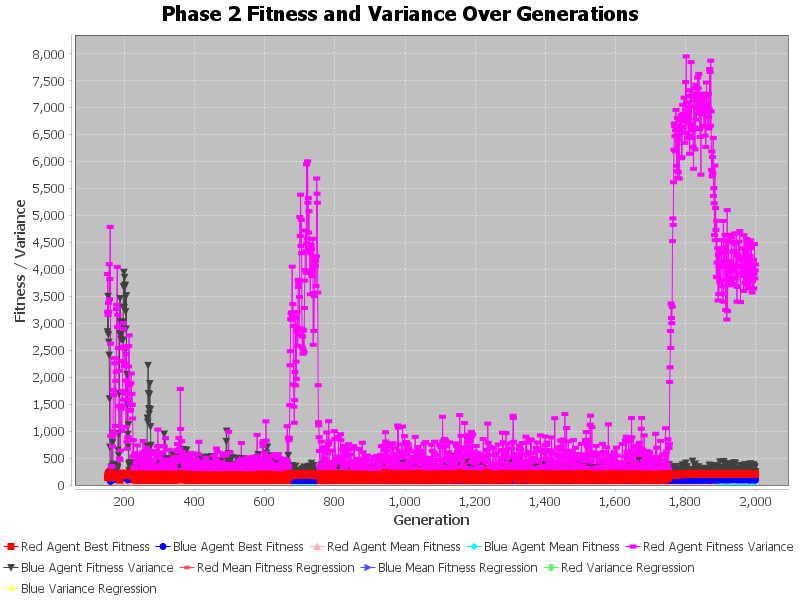 Phase 2 Fitness and Variance Over Generations
8,000
7,500
7,000
6,500
6,000
5,500
5,000
4,500
4,000
3,500
3,000
2,500
2,000
1,500
1,000
500
0
Fitness / Variance
200 400 600 800 1,000 1,200 1,400 1,600 1,800 2,000
Generation
Red Agent Best Fitness Blue Agent Best Fitness Red Agent Mean Fitness Blue Agent Mean Fitness Red Agent Fitness Variance
Blue Agent Fitness Variance Red Mean Fitness Regression Blue Mean Fitness Regression Red Variance Regression
Blue Variance Regression